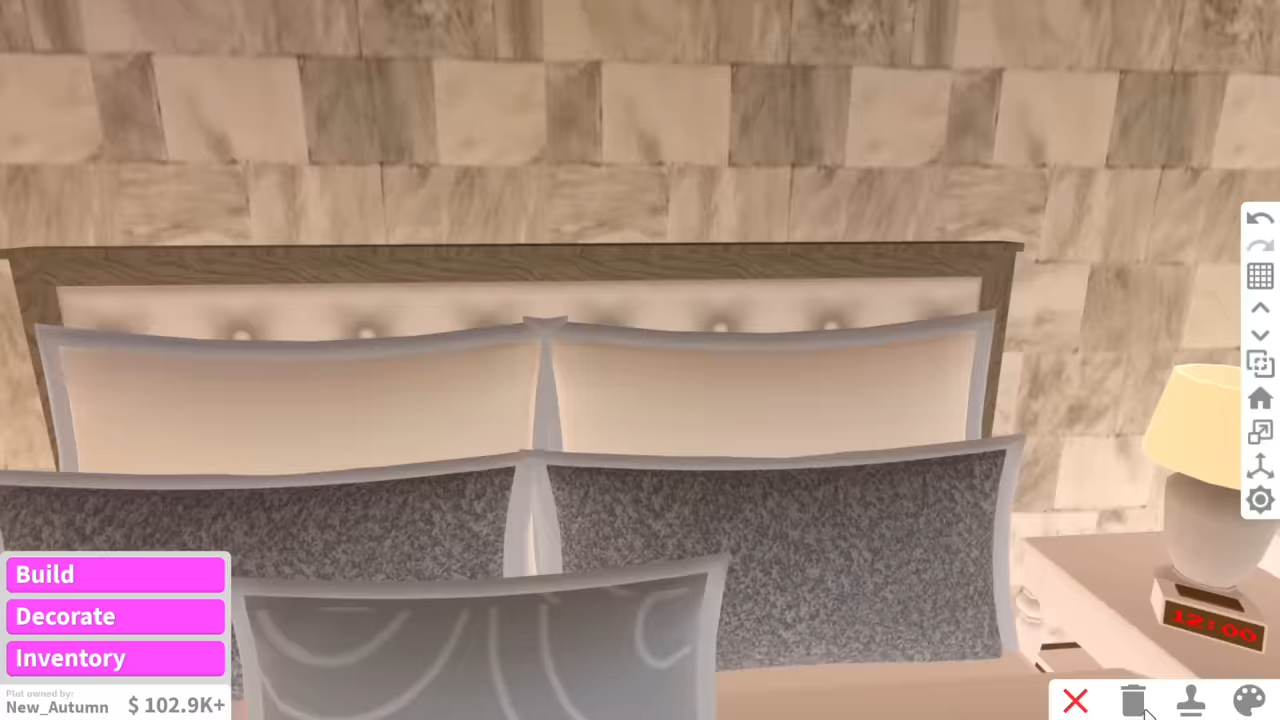 Build
Decorate
Inventory
Plot owned by:
New_Autumn
$ 102.9K+
12:00